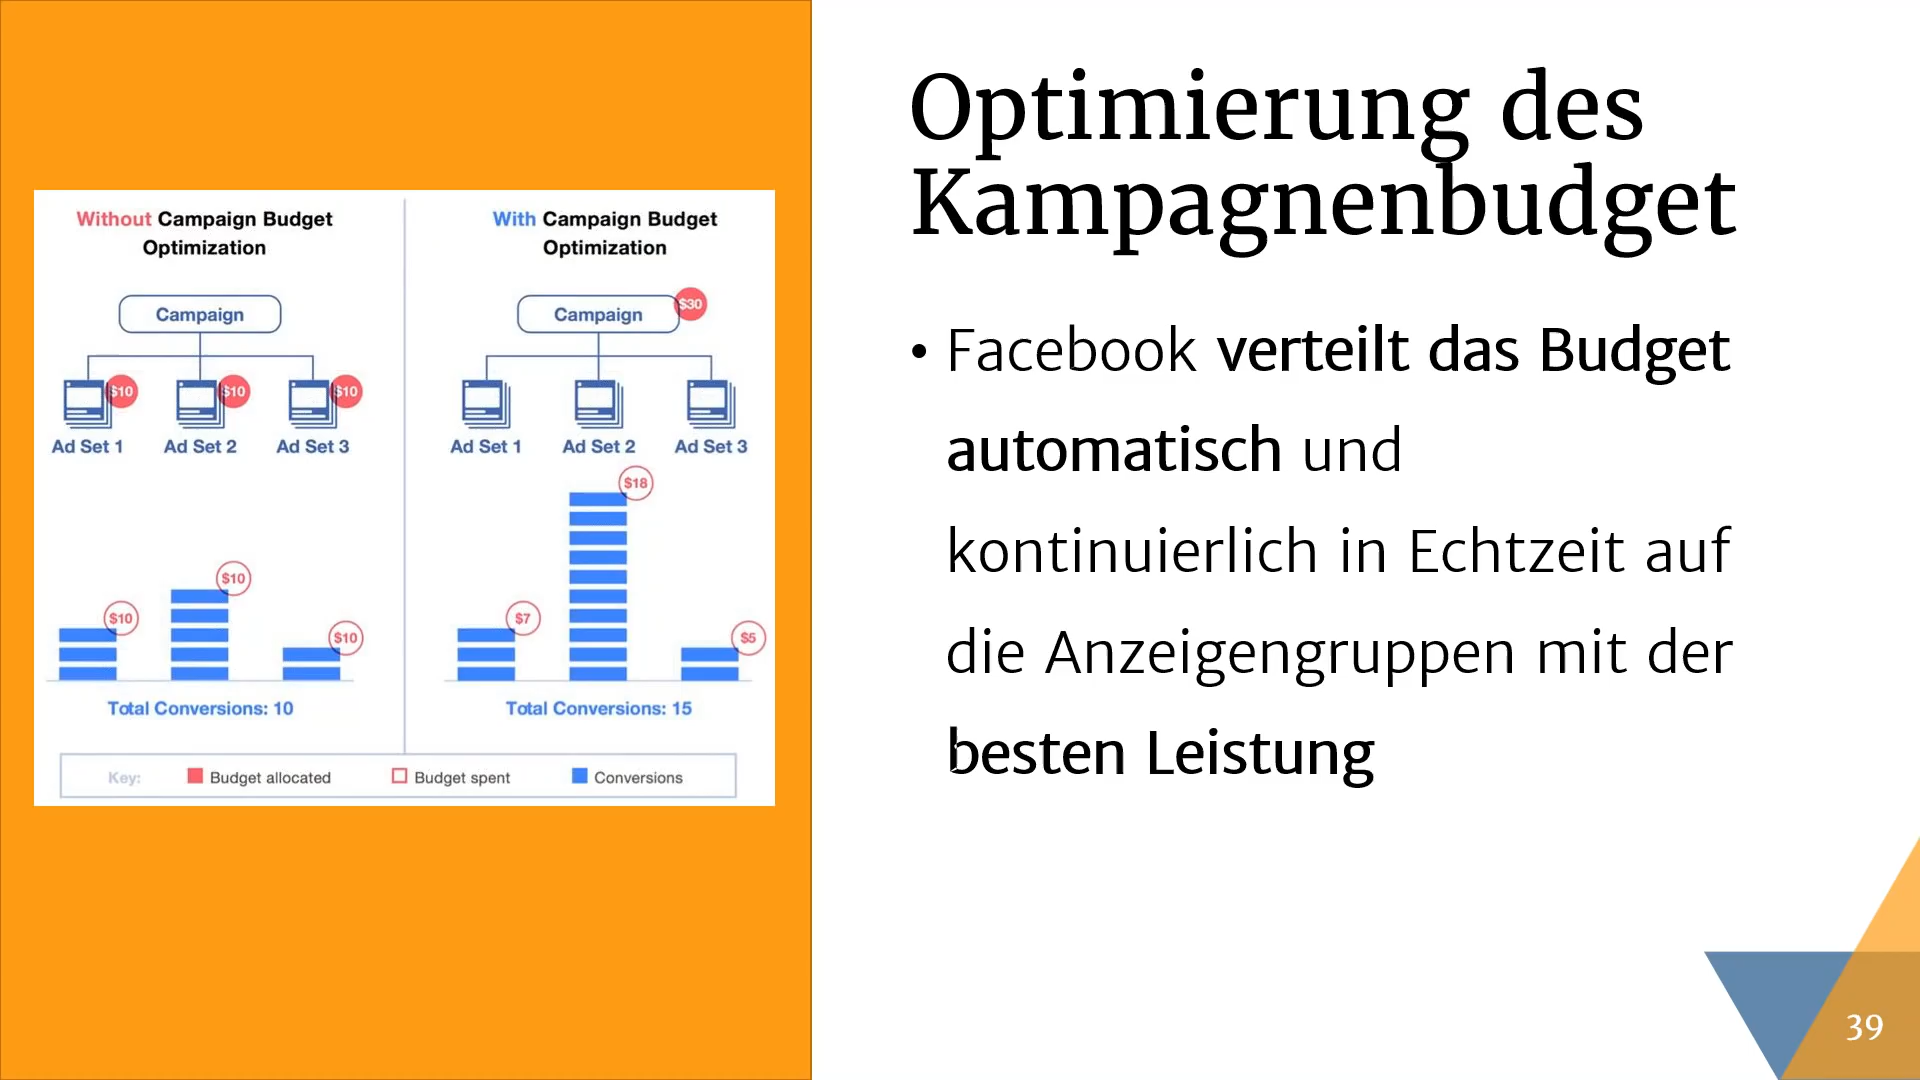 Without Campaign Budget
Optimization
Campaign
$10
$10
$10
Ad Set 1
Ad Set 2
Ad Set 3
$10
$10
$10
Total Conversions: 10
With Campaign Budget
Optimization
Campaign
$30
Ad Set 1
Ad Set 2
Ad Set 3
$18
$7
$5
Total Conversions: 15
Key:
Budget allocated
Budget spent
Conversions
Optimierung des
Kampagnenbudget
• Facebook verteilt das Budget
automatisch und
kontinuierlich in Echtzeit auf
die Anzeigengruppen mit der
besten Leistung
39